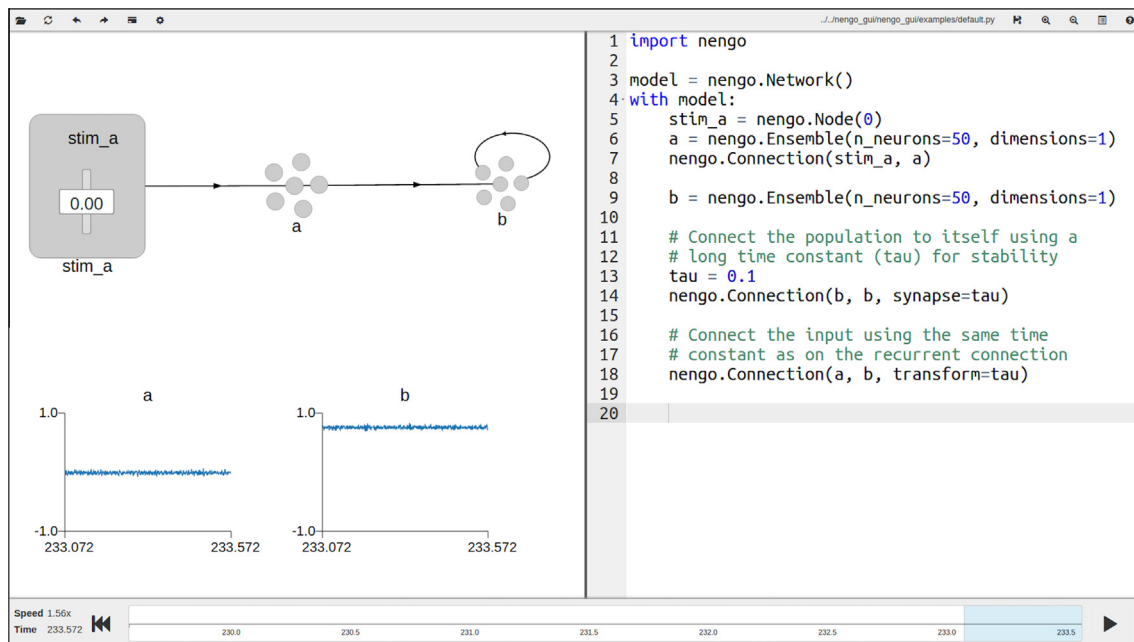 ../../nengo_gui/nengo_gui/examples/default.py
stim_a
0.00
stim_a
a
b
a
1.0
-1.0
233.072
233.572
b
1.0
-1.0
233.072
233.572
1 import nengo
2
3 model = nengo.Network()
4 with model:
5     stim_a = nengo.Node(0)
6     a = nengo.Ensemble(n_neurons=50, dimensions=1)
7     nengo.Connection(stim_a, a)
8
9     b = nengo.Ensemble(n_neurons=50, dimensions=1)
10
11     # Connect the population to itself using a
12     # long time constant (tau) for stability
13     tau = 0.1
14     nengo.Connection(b, b, synapse=tau)
15
16     # Connect the input using the same time
17     # constant as on the recurrent connection
18     nengo.Connection(a, b, transform=tau)
19
20
Speed 1.56x
Time 233.572
230.0 230.5 231.0 231.5 232.0 232.5 233.0 233.5